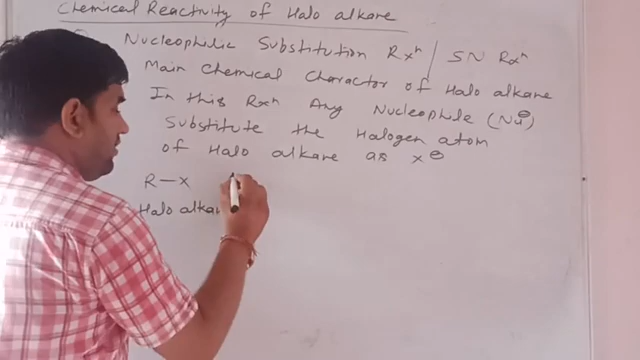 Chemical Reactivity of Halo alkane
Nucleophilic Substitution Rxⁿ / SN Rxⁿ
Main Chemical Charactor of Halo alkane
In this Rxⁿ Any Nucleophile (Nu⊖)
Substitute the Halogen atom
of Halo alkane as x⊖
R—X
Halo alkan